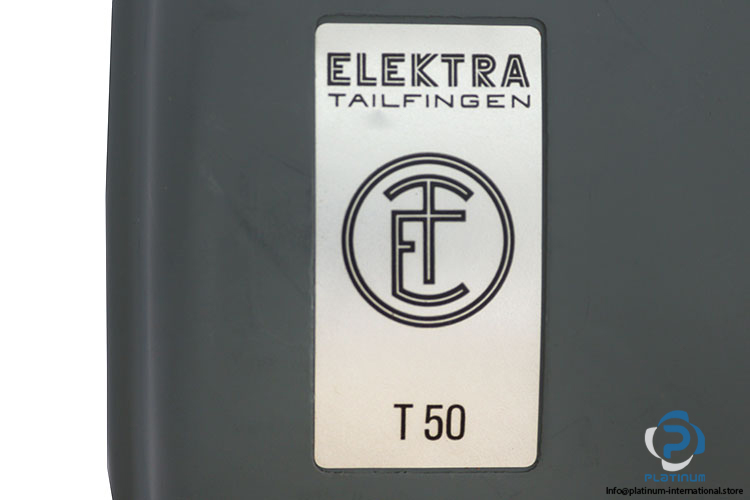 ELEKTRA
TAILFINGEN
ET
T 50
PLATINUM
Info@platinum-international.store